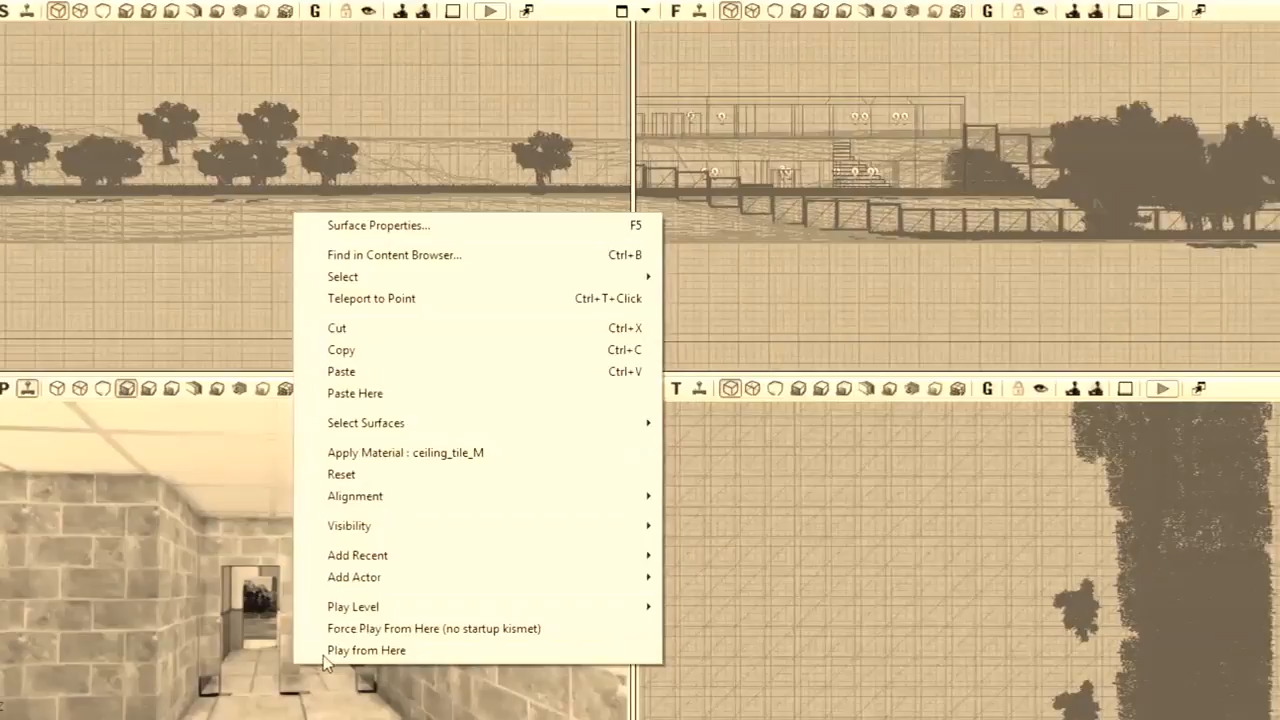 S G
F G
Surface Properties... F5
Find in Content Browser... Ctrl+B
Select
Teleport to Point Ctrl+T+Click
Cut Ctrl+X
Copy Ctrl+C
Paste Ctrl+V
Paste Here
Select Surfaces
Apply Material : ceiling_tile_M
Reset
Alignment
Visibility
Add Recent
Add Actor
Play Level
Force Play From Here (no startup kismet)
Play from Here
P
T G
Z